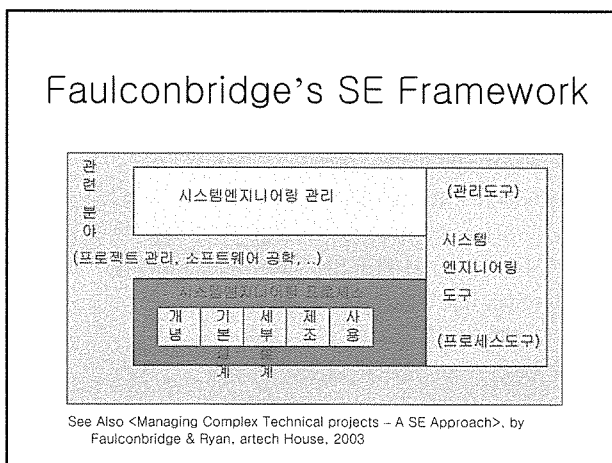 Faulconbridge's SE Framework
관련 분야
시스템엔지니어링 관리
(프로젝트 관리, 소프트웨어 공학,..)
시스템엔지니어링 프로세스
개념
기본설계
세부설계
제조
사용
(관리도구)
시스템
엔지니어링
도구
(프로세스도구)
See Also <Managing Complex Technical projects – A SE Approach>, by
Faulconbridge & Ryan, artech House, 2003